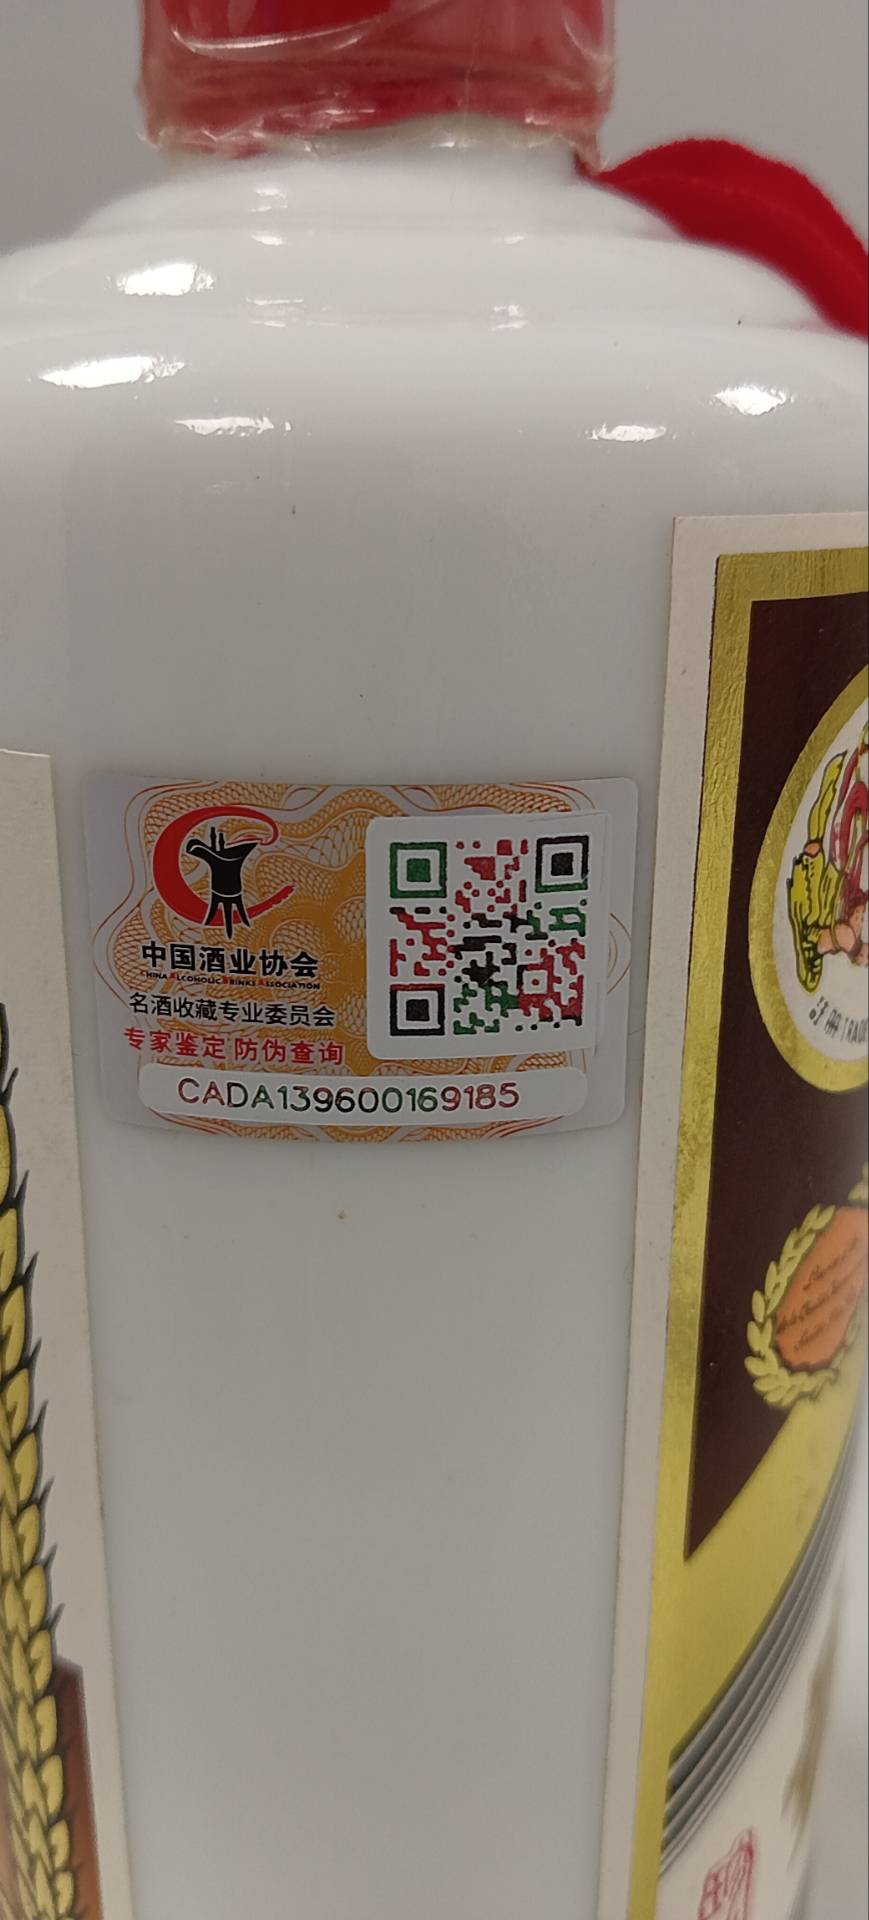 中国酒业协会
CHINA ALCOHOLIC DRINKS ASSOCIATION
名酒收藏专业委员会
专家鉴定 防伪查询
CADA139600169185